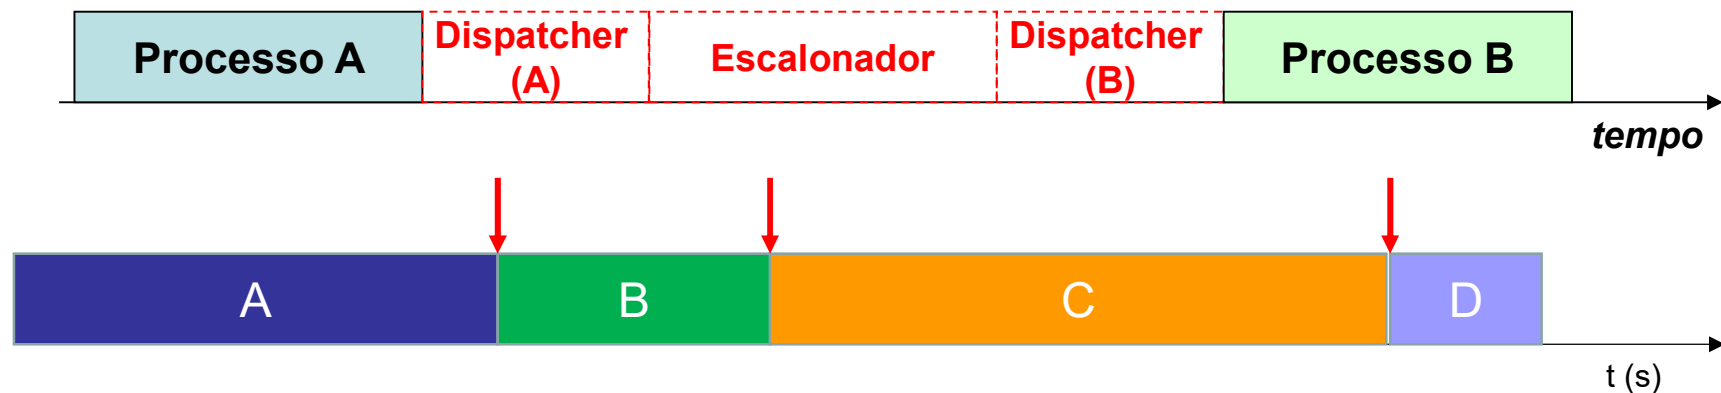 Processo A
Dispatcher
(A)
Escalonador
Dispatcher
(B)
Processo B
tempo
A
B
C
D
t (s)